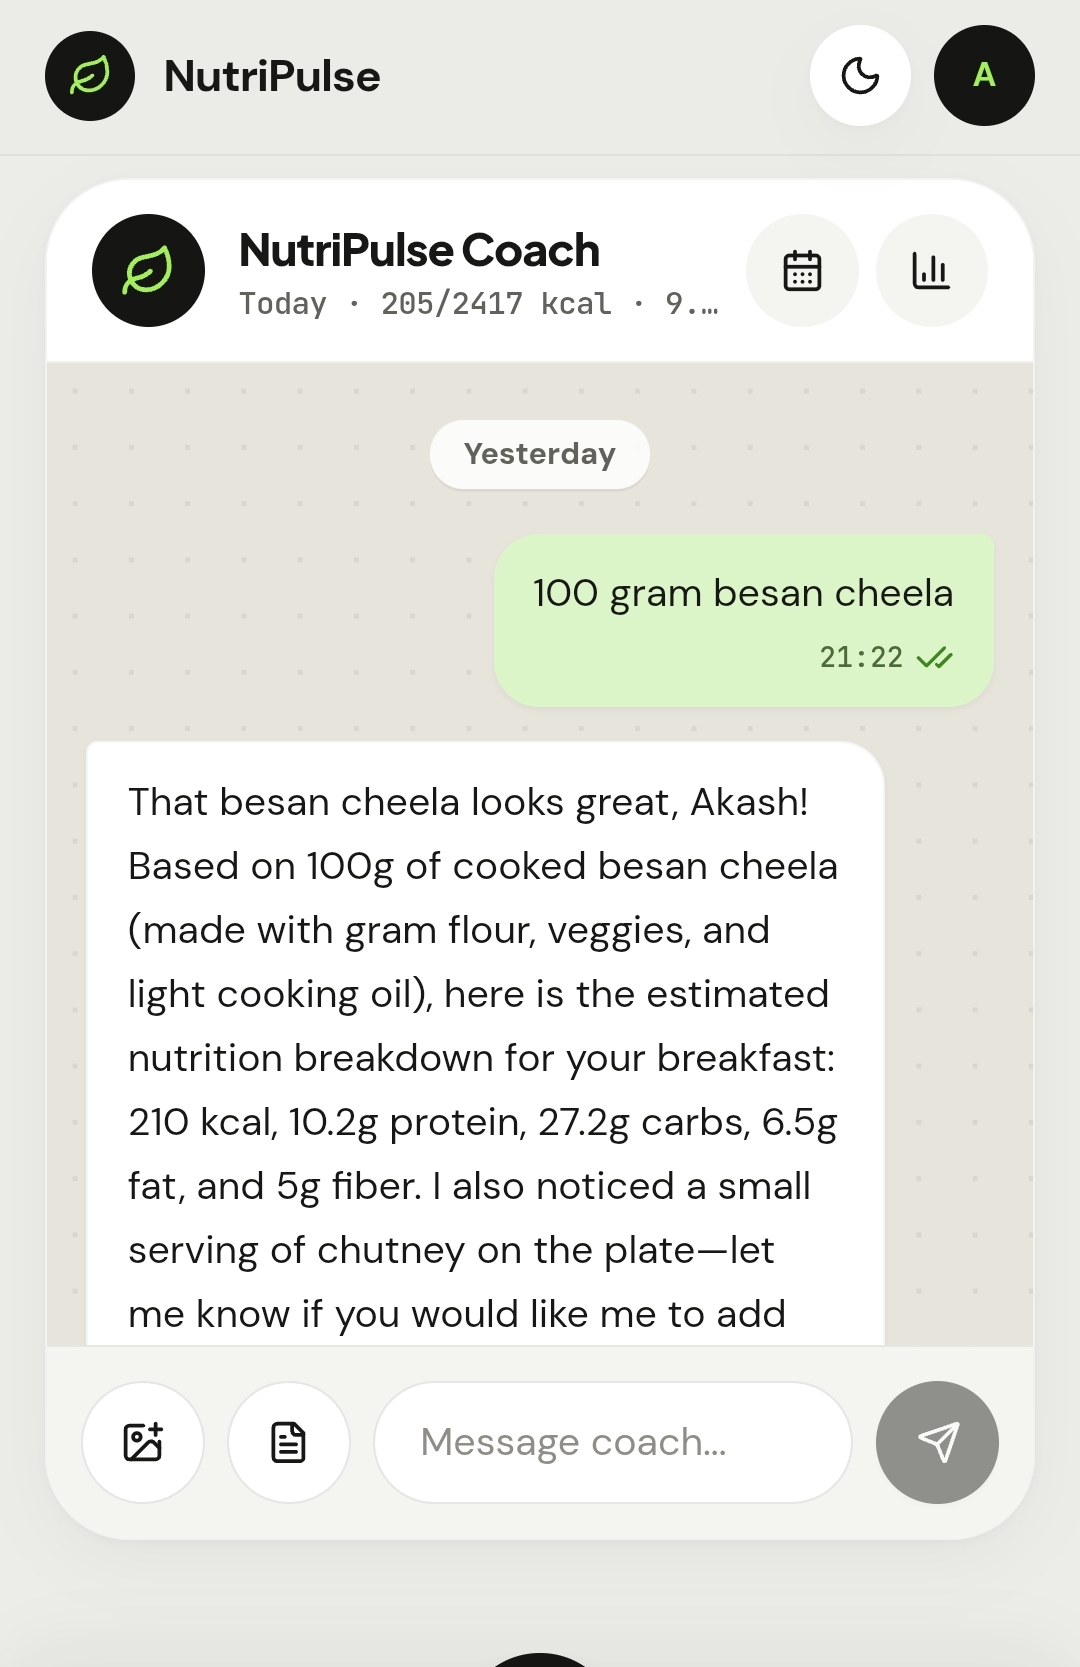 NutriPulse
A
NutriPulse Coach
Today · 205/2417 kcal · 9.…
Yesterday
100 gram besan cheela
21:22
That besan cheela looks great, Akash!
Based on 100g of cooked besan cheela
(made with gram flour, veggies, and
light cooking oil), here is the estimated
nutrition breakdown for your breakfast:
210 kcal, 10.2g protein, 27.2g carbs, 6.5g
fat, and 5g fiber. I also noticed a small
serving of chutney on the plate—let
me know if you would like me to add
Message coach...